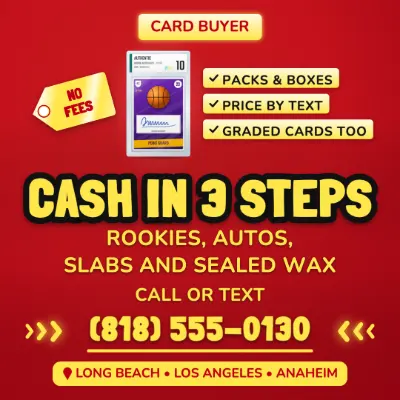 CARD BUYER
NO
FEES
AUTHENTIC
10
✓ PACKS & BOXES
✓ PRICE BY TEXT
✓ GRADED CARDS TOO
CASH IN 3 STEPS
ROOKIES, AUTOS,
SLABS AND SEALED WAX
CALL OR TEXT
››› (818) 555-0130 ‹‹‹
LONG BEACH • LOS ANGELES • ANAHEIM